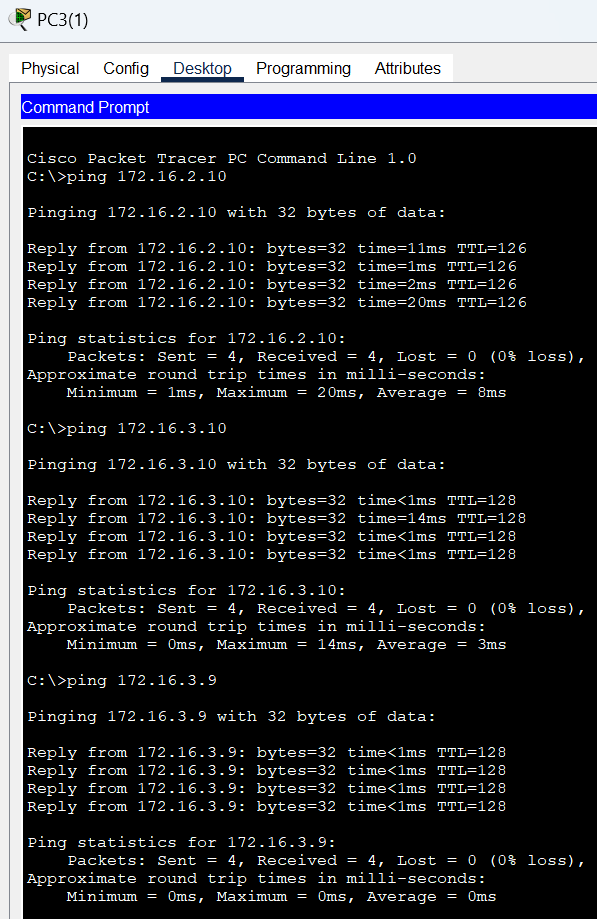 PC3(1)
Physical Config Desktop Programming Attributes
Command Prompt
Cisco Packet Tracer PC Command Line 1.0
C:\>ping 172.16.2.10
Pinging 172.16.2.10 with 32 bytes of data:
Reply from 172.16.2.10: bytes=32 time=11ms TTL=126
Reply from 172.16.2.10: bytes=32 time=1ms TTL=126
Reply from 172.16.2.10: bytes=32 time=2ms TTL=126
Reply from 172.16.2.10: bytes=32 time=20ms TTL=126
Ping statistics for 172.16.2.10:
    Packets: Sent = 4, Received = 4, Lost = 0 (0% loss),
Approximate round trip times in milli-seconds:
    Minimum = 1ms, Maximum = 20ms, Average = 8ms
C:\>ping 172.16.3.10
Pinging 172.16.3.10 with 32 bytes of data:
Reply from 172.16.3.10: bytes=32 time<1ms TTL=128
Reply from 172.16.3.10: bytes=32 time=14ms TTL=128
Reply from 172.16.3.10: bytes=32 time<1ms TTL=128
Reply from 172.16.3.10: bytes=32 time<1ms TTL=128
Ping statistics for 172.16.3.10:
    Packets: Sent = 4, Received = 4, Lost = 0 (0% loss),
Approximate round trip times in milli-seconds:
    Minimum = 0ms, Maximum = 14ms, Average = 3ms
C:\>ping 172.16.3.9
Pinging 172.16.3.9 with 32 bytes of data:
Reply from 172.16.3.9: bytes=32 time<1ms TTL=128
Reply from 172.16.3.9: bytes=32 time<1ms TTL=128
Reply from 172.16.3.9: bytes=32 time<1ms TTL=128
Reply from 172.16.3.9: bytes=32 time<1ms TTL=128
Ping statistics for 172.16.3.9:
    Packets: Sent = 4, Received = 4, Lost = 0 (0% loss),
Approximate round trip times in milli-seconds:
    Minimum = 0ms, Maximum = 0ms, Average = 0ms